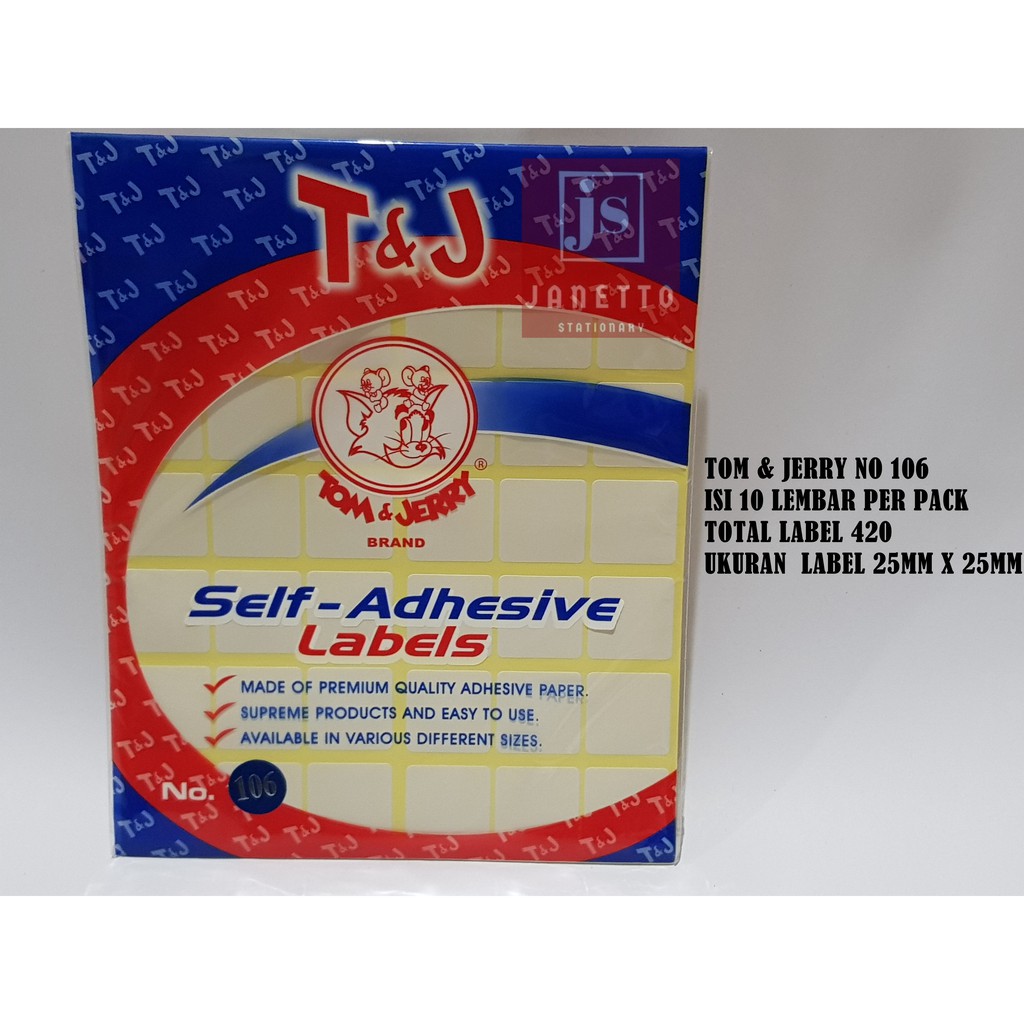 T&J
js
JANETTO
STATIONARY
TOM & JERRY
®
BRAND
Self-Adhesive
Labels
MADE OF PREMIUM QUALITY ADHESIVE PAPER.
SUPREME PRODUCTS AND EASY TO USE.
AVAILABLE IN VARIOUS DIFFERENT SIZES.
No. 106
TOM & JERRY NO 106
ISI 10 LEMBAR PER PACK
TOTAL LABEL 420
UKURAN LABEL 25MM X 25MM